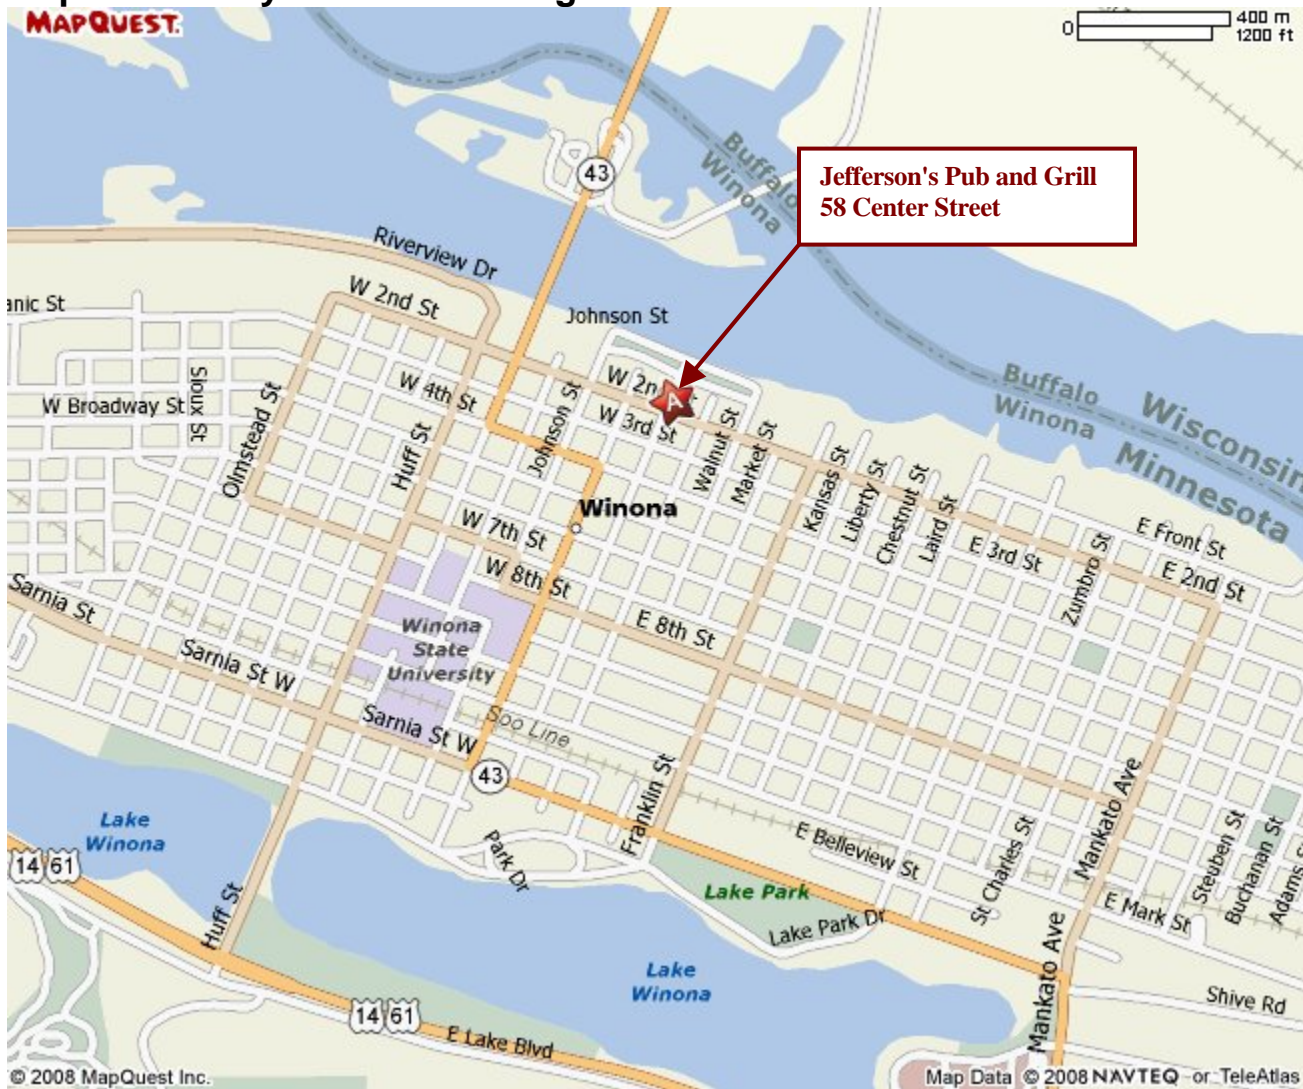 MAPQUEST.
0
400 m
1200 ft
43
Buffalo
Winona
Jefferson's Pub and Grill
58 Center Street
Riverview Dr
W 2nd St
anic St
Johnson St
Sioux St
W Broadway St
Olmstead St
W 4th St
Huff St
Johnson St
W 3rd St
A
Walnut St
Market St
Buffalo
Winona
Wisconsin
Minnesota
Kansas St
Liberty St
Chestnut St
Laird St
E 3rd St
Zumbro St
E Front St
E 2nd St
Winona
W 7th St
W 8th St
E 8th St
Sarnia St
Sarnia St W
Winona
State
University
Sarnia St W
Soo Line
43
Franklin St
Lake
Winona
14 61
Huff St
Park Dr
E Belleview St
Lake Park
Lake Park Dr
St Charles St
Mankato Ave
Steuben St
Buchanan St
Adams S
E Mark St
Mankato Ave
Lake
Winona
Shive Rd
14 61
E Lake Blvd
© 2008 MapQuest Inc.
Map Data © 2008 NAVTEQ or TeleAtlas